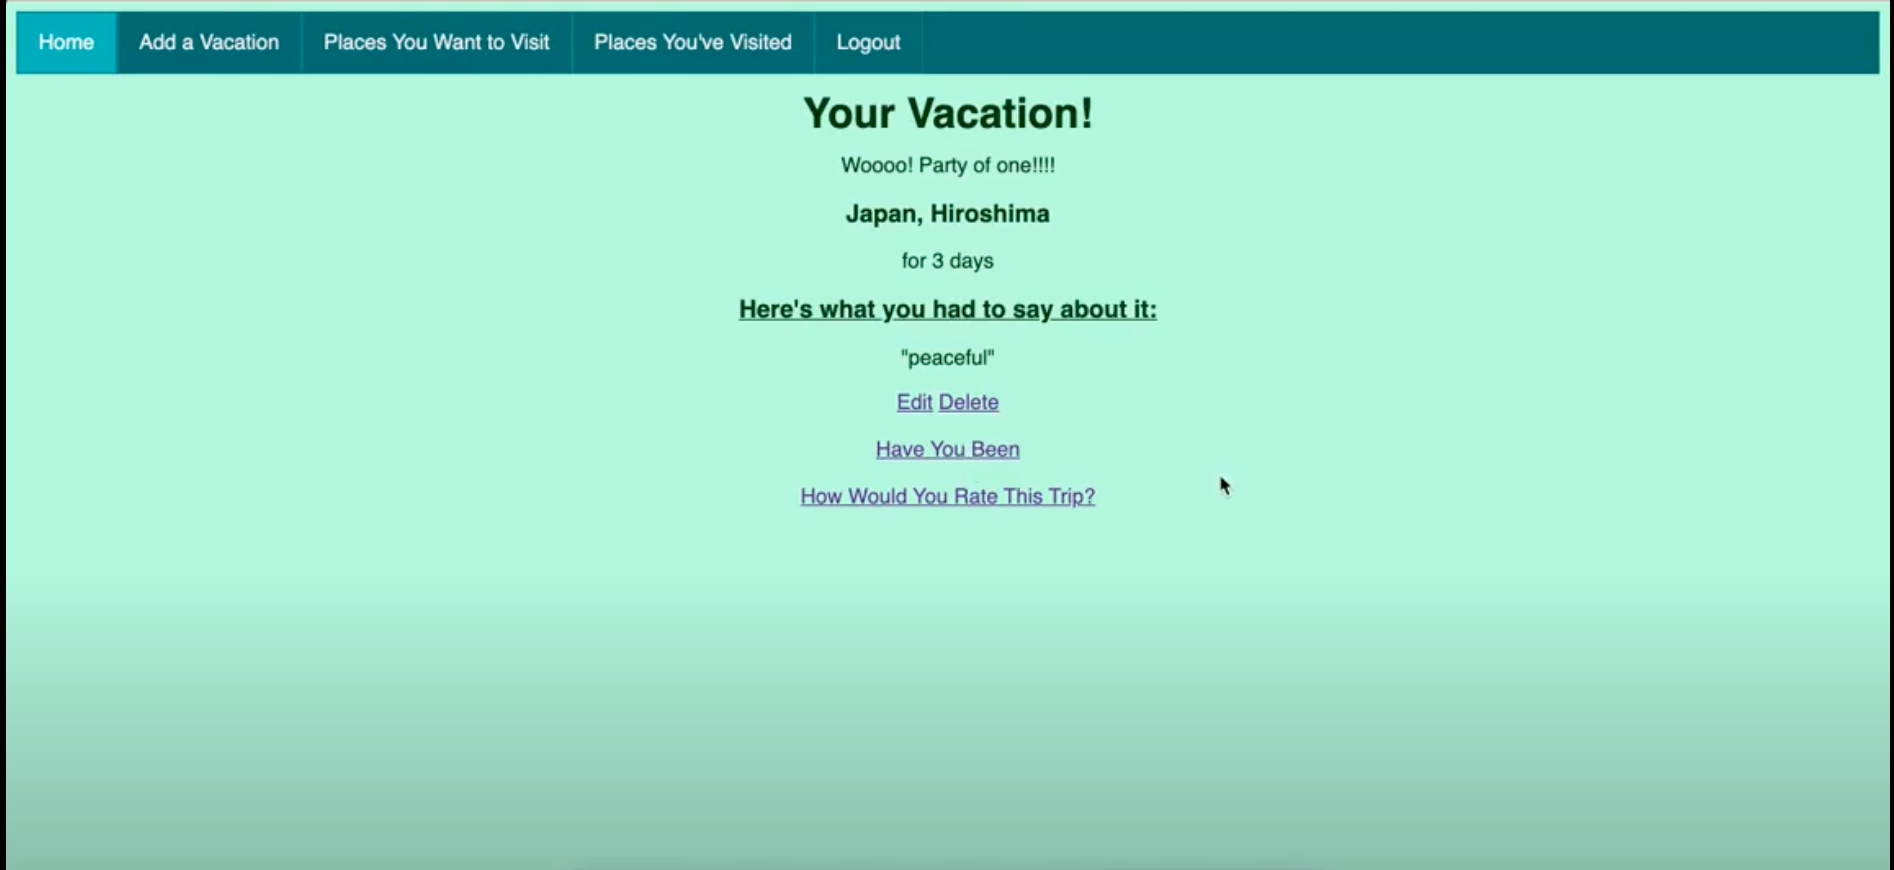 Home Add a Vacation Places You Want to Visit Places You've Visited Logout
Your Vacation!
Woooo! Party of one!!!!
Japan, Hiroshima
for 3 days
Here's what you had to say about it:
"peaceful"
Edit Delete
Have You Been
How Would You Rate This Trip?